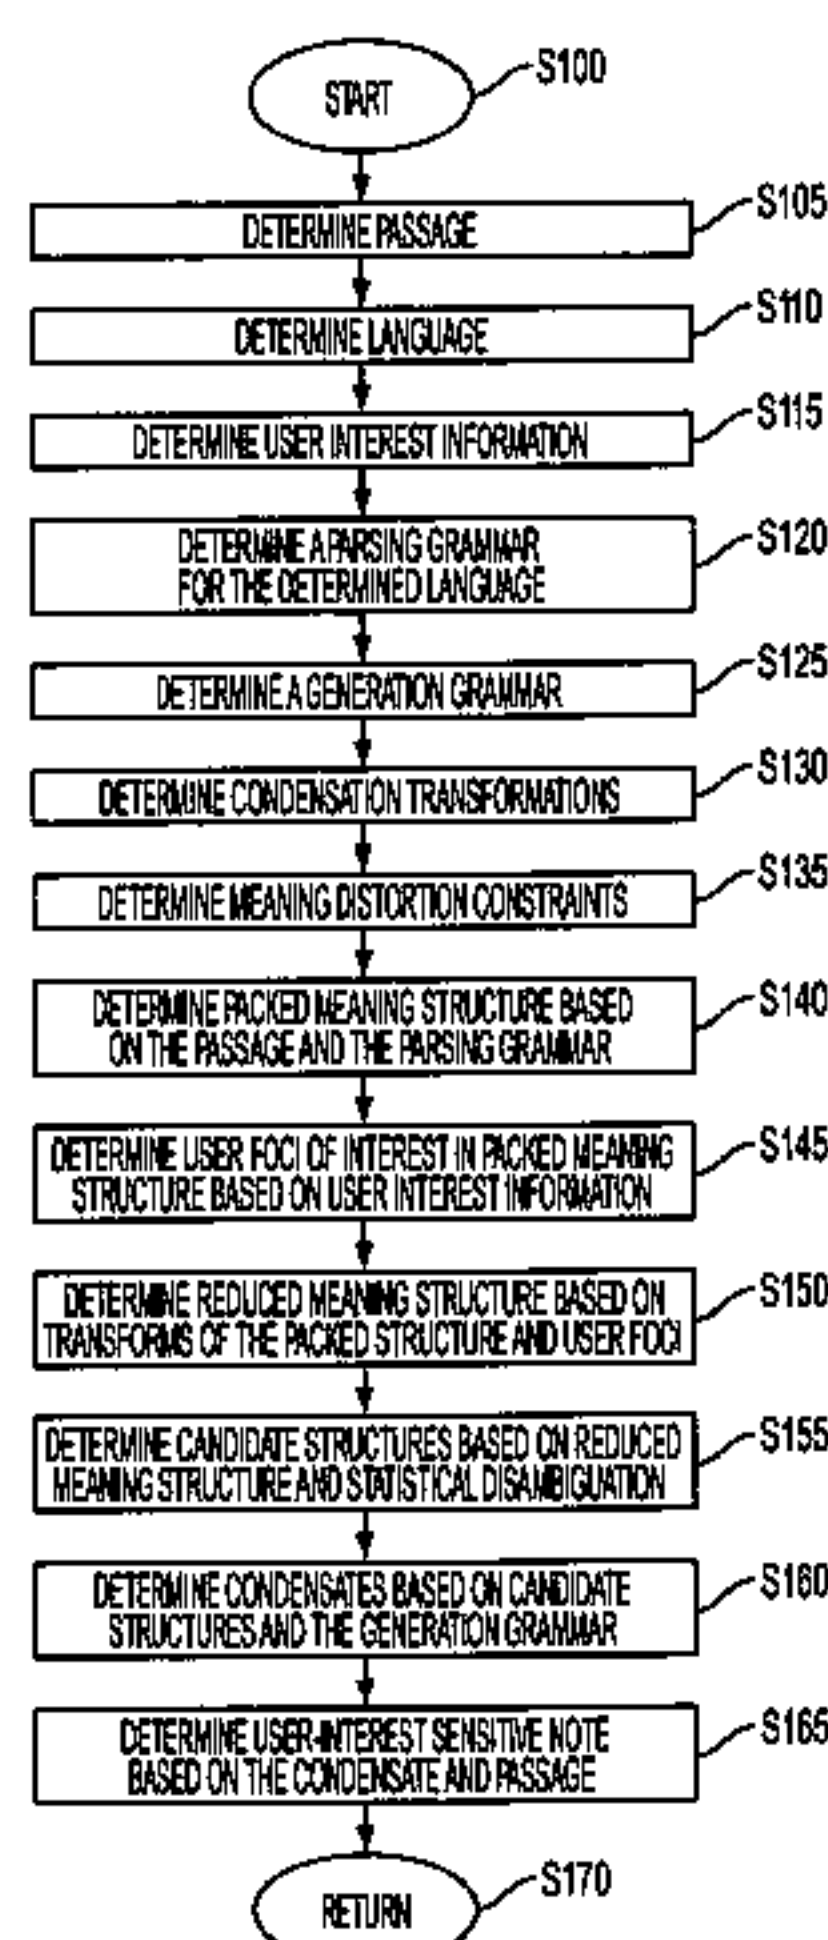 START
S100
DETERMINE PASSAGE
S105
DETERMINE LANGUAGE
S110
DETERMINE USER INTEREST INFORMATION
S115
DETERMINE A PARSING GRAMMAR
FOR THE DETERMINED LANGUAGE
S120
DETERMINE A GENERATION GRAMMAR
S125
DETERMINE CONDENSATION TRANSFORMATIONS
S130
DETERMINE MEANING DISTORTION CONSTRAINTS
S135
DETERMINE PACKED MEANING STRUCTURE BASED
ON THE PASSAGE AND THE PARSING GRAMMAR
S140
DETERMINE USER FOCI OF INTEREST IN PACKED MEANING
STRUCTURE BASED ON USER INTEREST INFORMATION
S145
DETERMINE REDUCED MEANING STRUCTURE BASED ON
TRANSFORMS OF THE PACKED STRUCTURE AND USER FOCI
S150
DETERMINE CANDIDATE STRUCTURES BASED ON REDUCED
MEANING STRUCTURE AND STATISTICAL DISAMBIGUATION
S155
DETERMINE CONDENSATES BASED ON CANDIDATE
STRUCTURES AND THE GENERATION GRAMMAR
S160
DETERMINE USER-INTEREST SENSITIVE NOTE
BASED ON THE CONDENSATE AND PASSAGE
S165
RETURN
S170